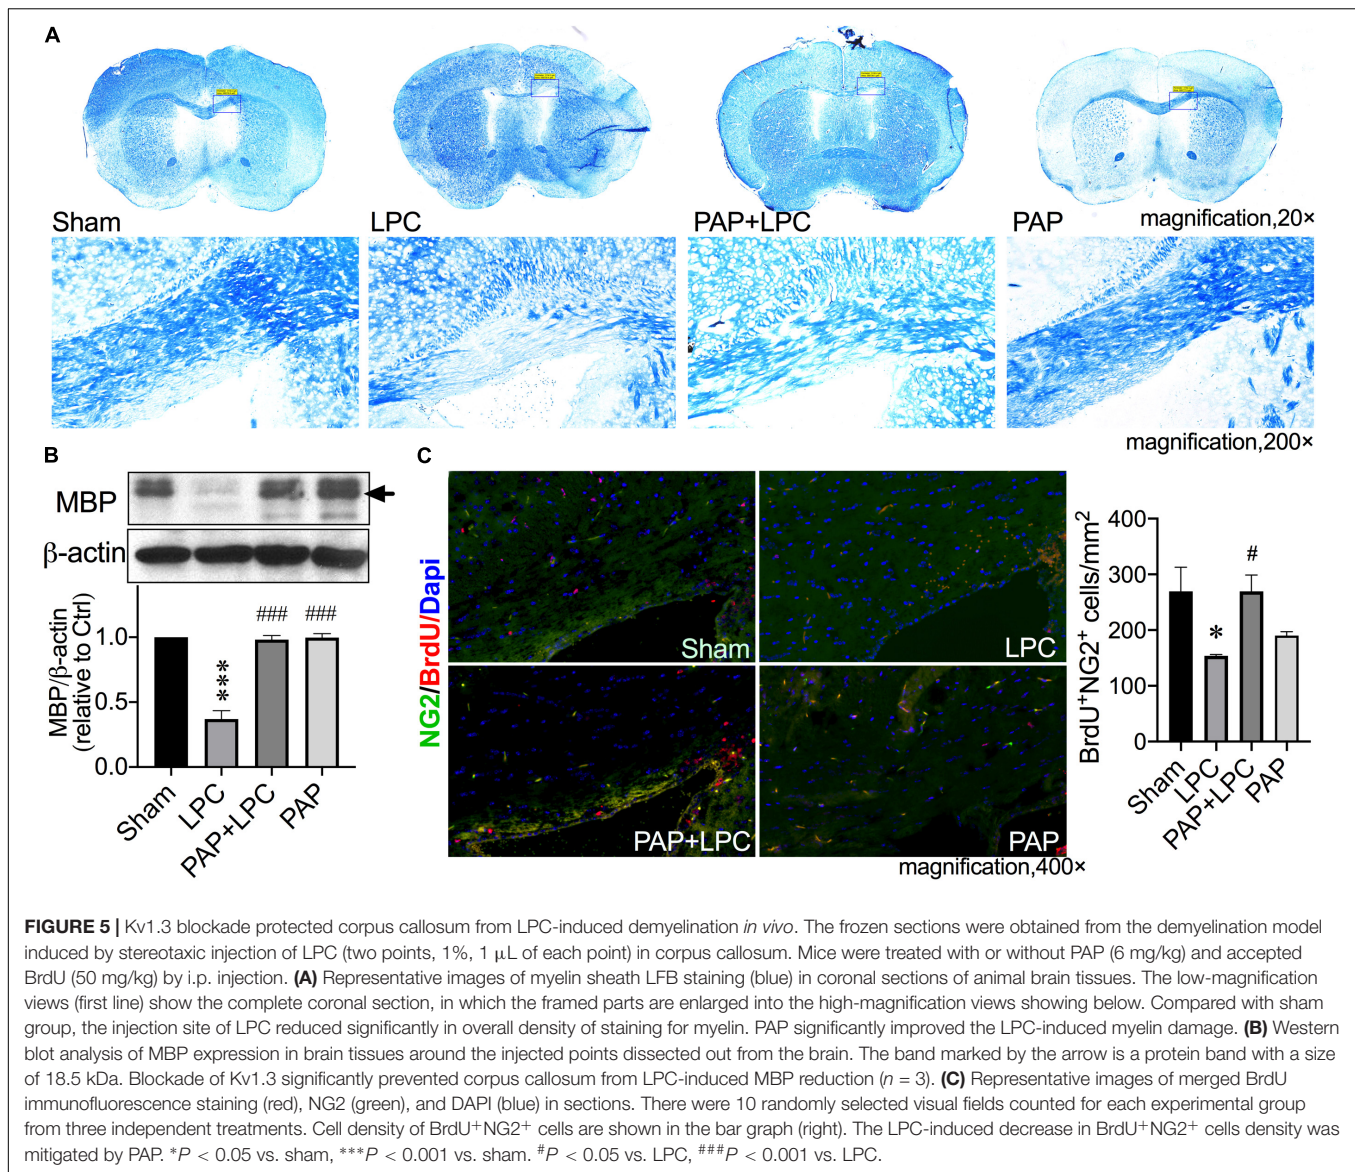 A
Sham
LPC
PAP+LPC
PAP
magnification,20×
magnification,200×
B
MBP
β-actin
MBP/β-actin
(relative to Ctrl)
1.0
0.5
0.0
***
###
###
Sham
LPC
PAP+LPC
PAP
C
NG2/BrdU/Dapi
Sham
LPC
PAP+LPC
PAP
magnification,400×
BrdU⁺NG2⁺ cells/mm²
400
300
200
100
0
*
#
Sham
LPC
PAP+LPC
PAP
FIGURE 5 | Kv1.3 blockade protected corpus callosum from LPC-induced demyelination in vivo. The frozen sections were obtained from the demyelination model
induced by stereotaxic injection of LPC (two points, 1%, 1 μL of each point) in corpus callosum. Mice were treated with or without PAP (6 mg/kg) and accepted
BrdU (50 mg/kg) by i.p. injection. (A) Representative images of myelin sheath LFB staining (blue) in coronal sections of animal brain tissues. The low-magnification
views (first line) show the complete coronal section, in which the framed parts are enlarged into the high-magnification views showing below. Compared with sham
group, the injection site of LPC reduced significantly in overall density of staining for myelin. PAP significantly improved the LPC-induced myelin damage. (B) Western
blot analysis of MBP expression in brain tissues around the injected points dissected out from the brain. The band marked by the arrow is a protein band with a size
of 18.5 kDa. Blockade of Kv1.3 significantly prevented corpus callosum from LPC-induced MBP reduction (n = 3). (C) Representative images of merged BrdU
immunofluorescence staining (red), NG2 (green), and DAPI (blue) in sections. There were 10 randomly selected visual fields counted for each experimental group
from three independent treatments. Cell density of BrdU⁺NG2⁺ cells are shown in the bar graph (right). The LPC-induced decrease in BrdU⁺NG2⁺ cells density was
mitigated by PAP. *P < 0.05 vs. sham, ***P < 0.001 vs. sham. #P < 0.05 vs. LPC, ###P < 0.001 vs. LPC.